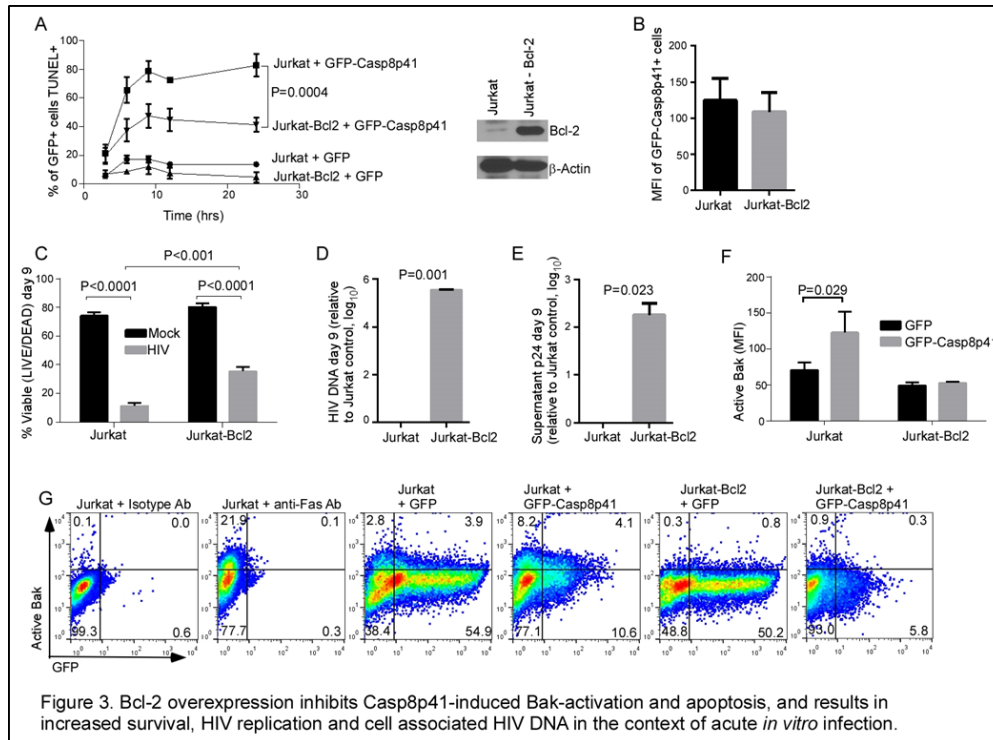 A
% of GFP+ cells TUNEL+
100
80
60
40
20
0
0
10
20
30
Time (hrs)
Jurkat + GFP-Casp8p41
P=0.0004
Jurkat-Bcl2 + GFP-Casp8p41
Jurkat + GFP
Jurkat-Bcl2 + GFP
Jurkat
Jurkat - Bcl-2
Bcl-2
β-Actin
B
MFI of GFP-Casp8p41+ cells
200
150
100
50
0
Jurkat
Jurkat-Bcl2
C
% Viable (LIVE/DEAD) day 9
100
80
60
40
20
0
P<0.001
P<0.0001
P<0.0001
Mock
HIV
Jurkat
Jurkat-Bcl2
D
HIV DNA day 9 (relative
to Jurkat control, log10)
6
4
2
0
P=0.001
Jurkat
Jurkat-Bcl2
E
Supernatant p24 day 9
(relative to Jurkat control, log10)
3
2
1
0
P=0.023
Jurkat
Jurkat-Bcl2
F
Active Bak (MFI)
200
150
100
50
0
P=0.029
GFP
GFP-Casp8p41
Jurkat
Jurkat-Bcl2
G
Active Bak
GFP
Jurkat + Isotype Ab
0.1
0.0
99.3
0.6
Jurkat + anti-Fas Ab
21.9
0.1
77.7
0.3
Jurkat
+ GFP
2.8
3.9
38.4
54.9
Jurkat +
GFP-Casp8p41
8.2
4.1
77.1
10.6
Jurkat-Bcl2
+ GFP
0.3
0.8
48.8
50.2
Jurkat-Bcl2 +
GFP-Casp8p41
0.9
0.3
93.0
5.8
Figure 3. Bcl-2 overexpression inhibits Casp8p41-induced Bak-activation and apoptosis, and results in
increased survival, HIV replication and cell associated HIV DNA in the context of acute in vitro infection.